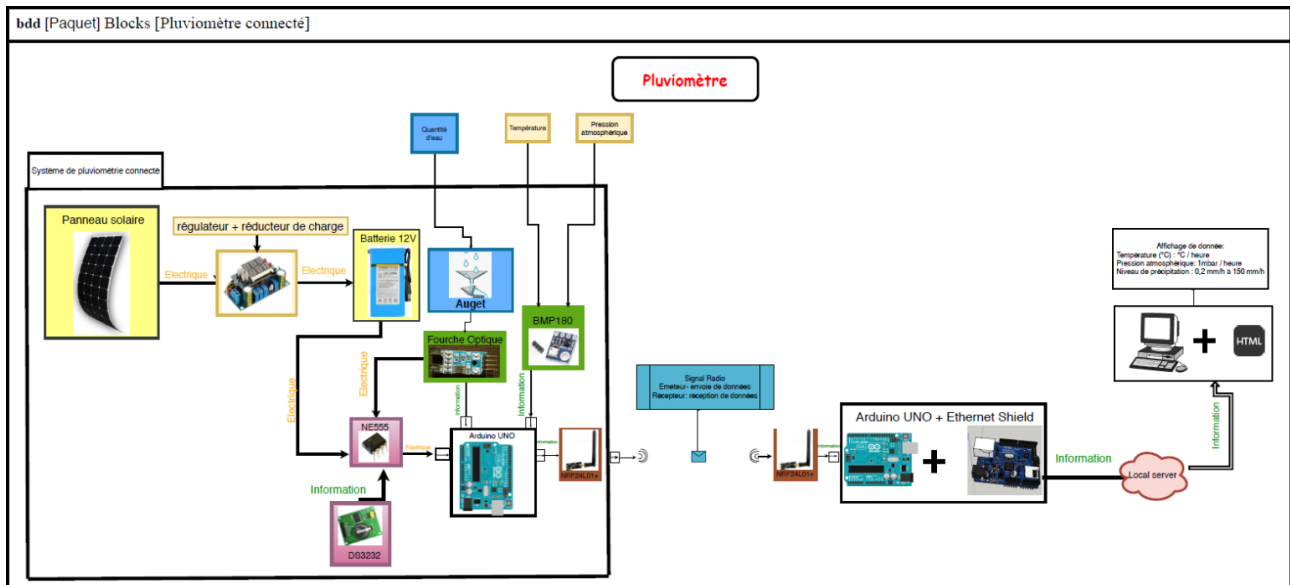 bdd [Paquet] Blocks [Pluviomètre connecté]
Pluviomètre
Quantité
d'eau
Température
Pression
atmosphérique
Système de pluviométrie connecté
Panneau solaire
régulateur + réducteur de charge
Batterie 12V
Electrique
Electrique
Auget
BMP180
Fourche Optique
Electrique
Electrique
Information
Information
NE555
Electrique
Arduino UNO
Information
NRF24L01+
Information
DS3232
Signal Radio
Emeteur- envoie de données
Récepteur: réception de données
NRF24L01+
Information
Arduino UNO + Ethernet Shield
Information
Local server
Information
Affichage de donnée:
Température (°C) : °C / heure
Pression atmosphérique: 1mbar / heure
Niveau de précipitation : 0,2 mm/h à 150 mm/h
HTML